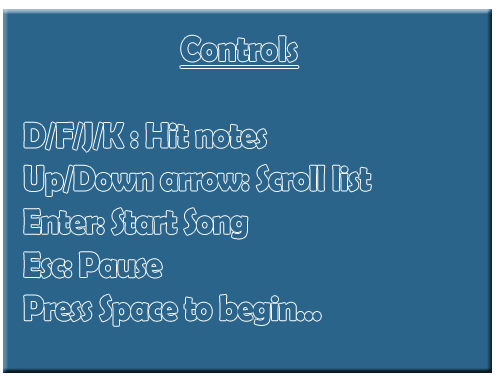 Controls
D/F/J/K : Hit notes
Up/Down arrow: Scroll list
Enter: Start Song
Esc: Pause
Press Space to begin...